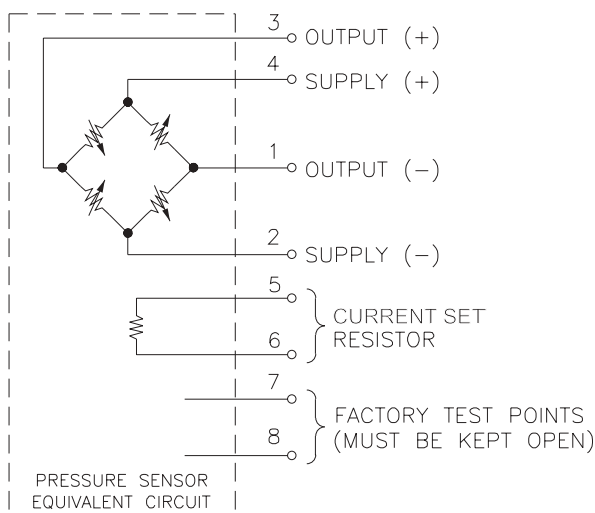 3 OUTPUT (+)
4 SUPPLY (+)
1 OUTPUT (-)
2 SUPPLY (-)
5
CURRENT SET
RESISTOR
6
7
FACTORY TEST POINTS
(MUST BE KEPT OPEN)
8
PRESSURE SENSOR
EQUIVALENT CIRCUIT